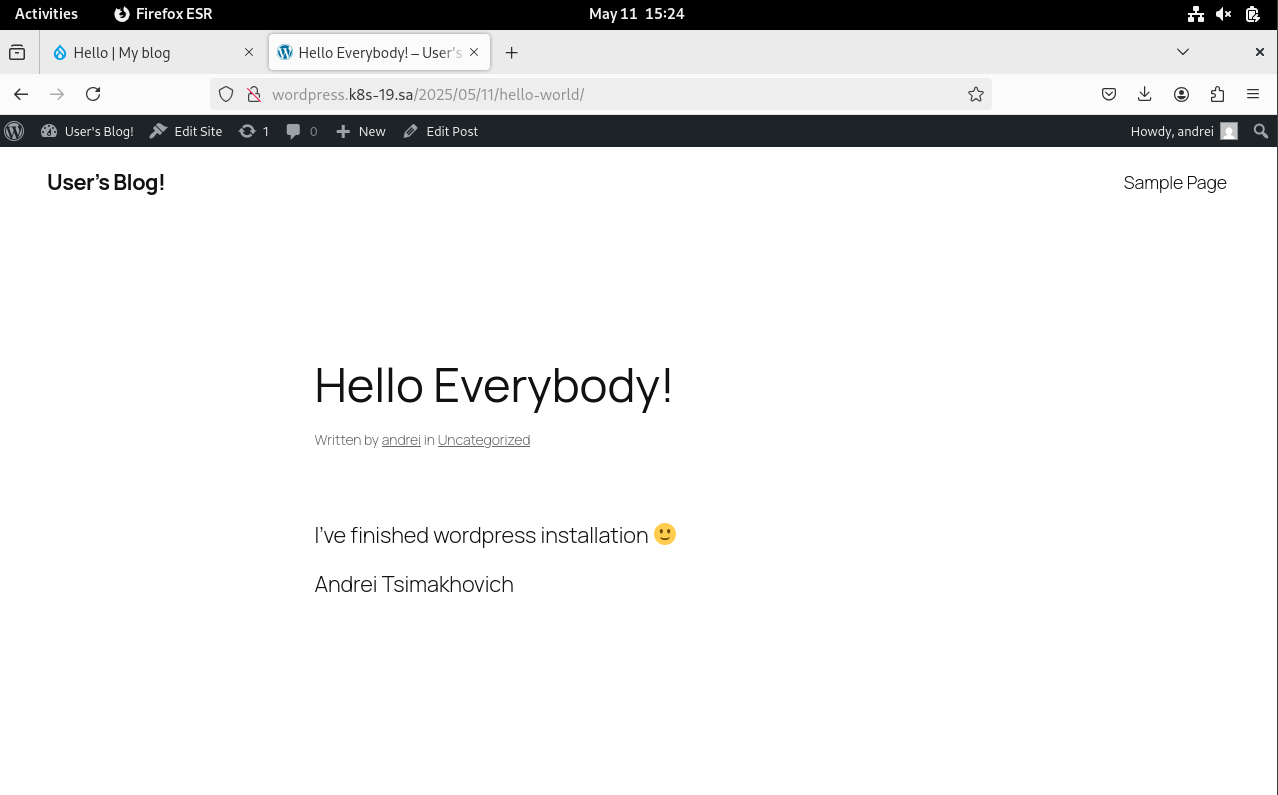 Activities Firefox ESR May 11 15:24
Hello | My blog Hello Everybody! – User's
wordpress.k8s-19.sa/2025/05/11/hello-world/
User's Blog! Edit Site 1 0 New Edit Post Howdy, andrei
User's Blog! Sample Page
Hello Everybody!
Written by andrei in Uncategorized
I've finished wordpress installation 🙂
Andrei Tsimakhovich